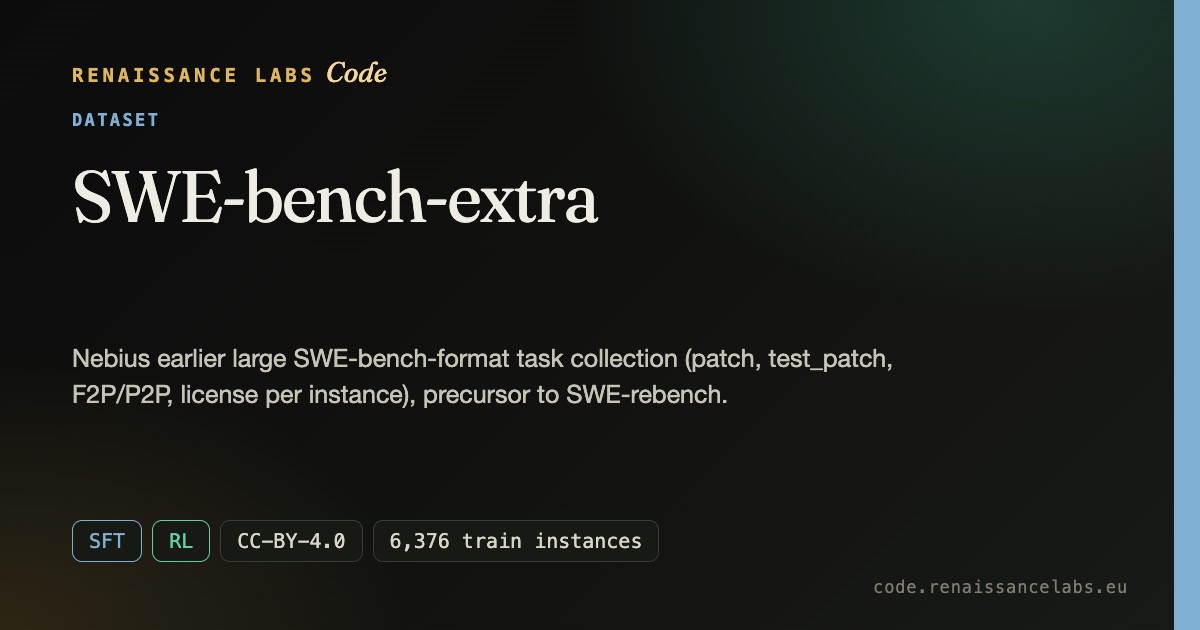 RENAISSANCE LABS Code
DATASET
SWE-bench-extra
Nebius earlier large SWE-bench-format task collection (patch, test_patch,
F2P/P2P, license per instance), precursor to SWE-rebench.
SFT RL CC-BY-4.0 6,376 train instances
code.renaissancelabs.eu